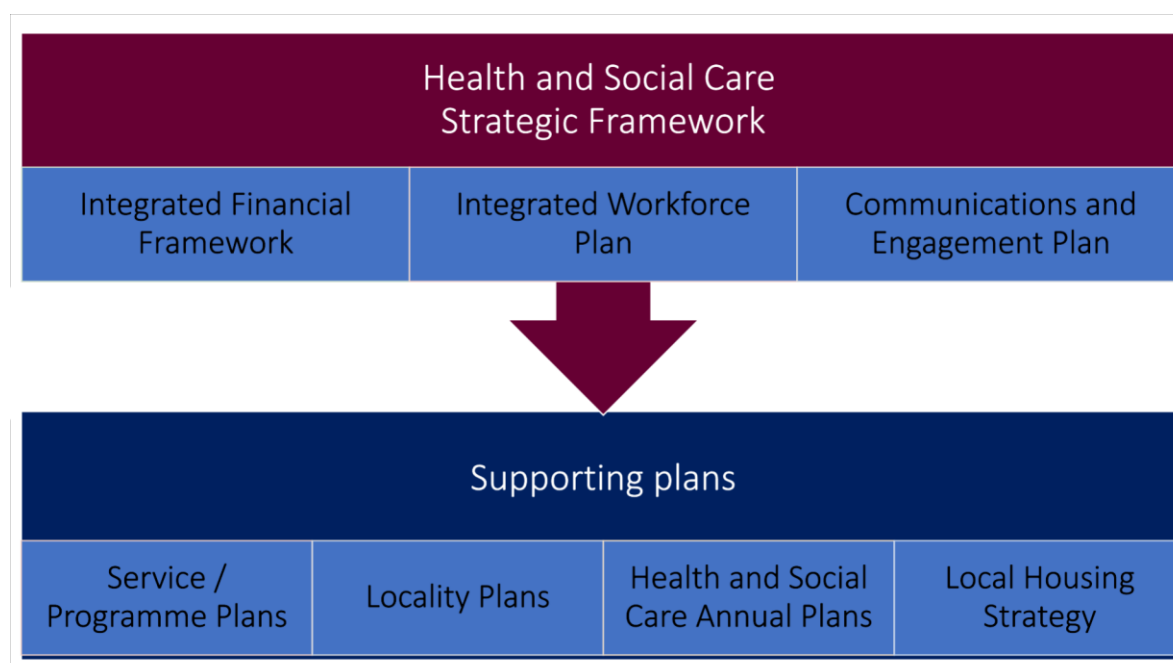 Health and Social Care
Strategic Framework
Integrated Financial
Framework
Integrated Workforce
Plan
Communications and
Engagement Plan
Supporting plans
Service /
Programme Plans
Locality Plans
Health and Social
Care Annual Plans
Local Housing
Strategy